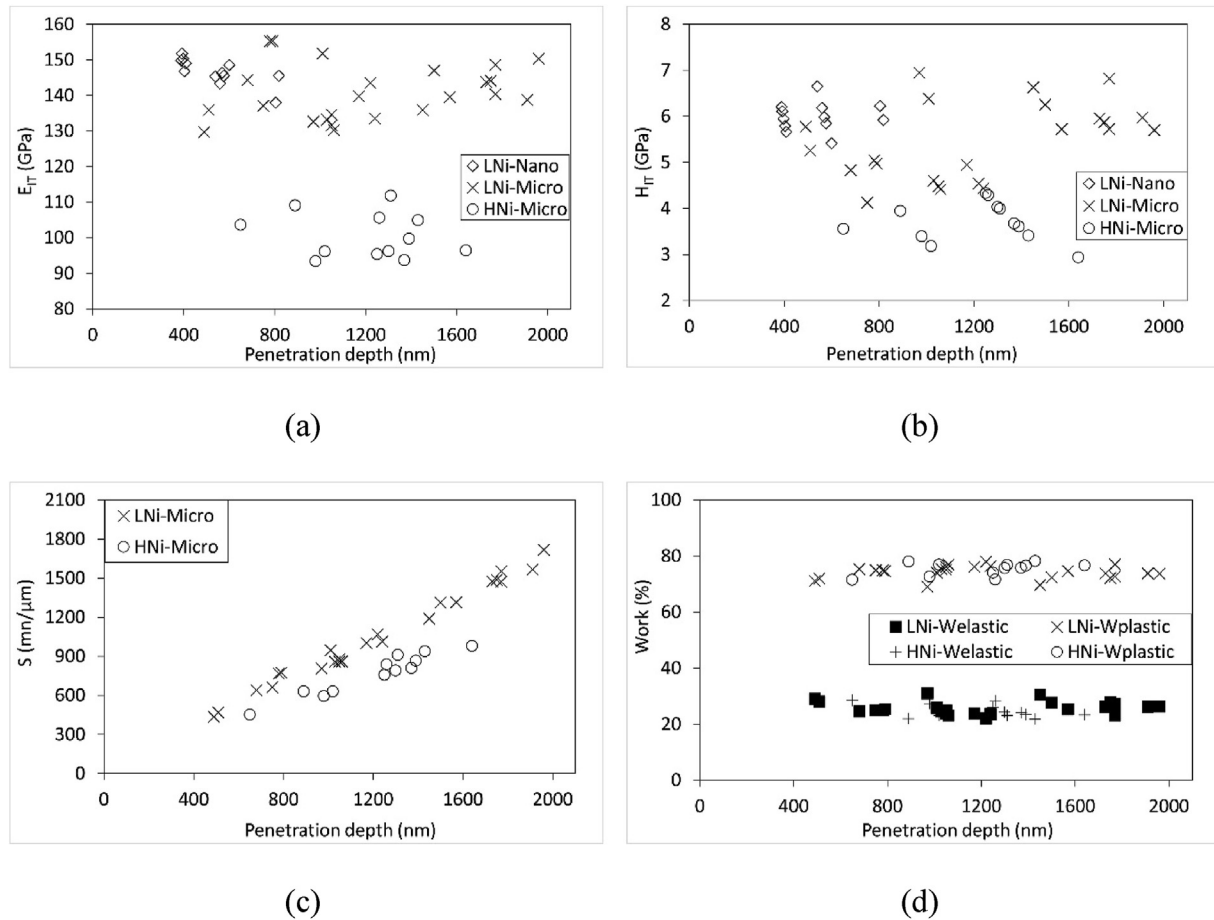 160
150
140
130
120
110
100
90
80
E_IT (GPa)
LNi-Nano
LNi-Micro
HNi-Micro
0 400 800 1200 1600 2000
Penetration depth (nm)
(a)
8
7
6
5
4
3
2
H_IT (GPa)
LNi-Nano
LNi-Micro
HNi-Micro
0 400 800 1200 1600 2000
Penetration depth (nm)
(b)
2100
1800
1500
1200
900
600
300
0
S (mn/μm)
LNi-Micro
HNi-Micro
0 400 800 1200 1600 2000
Penetration depth (nm)
(c)
100
80
60
40
20
0
Work (%)
LNi-Welastic LNi-Wplastic
HNi-Welastic HNi-Wplastic
0 400 800 1200 1600 2000
Penetration depth (nm)
(d)